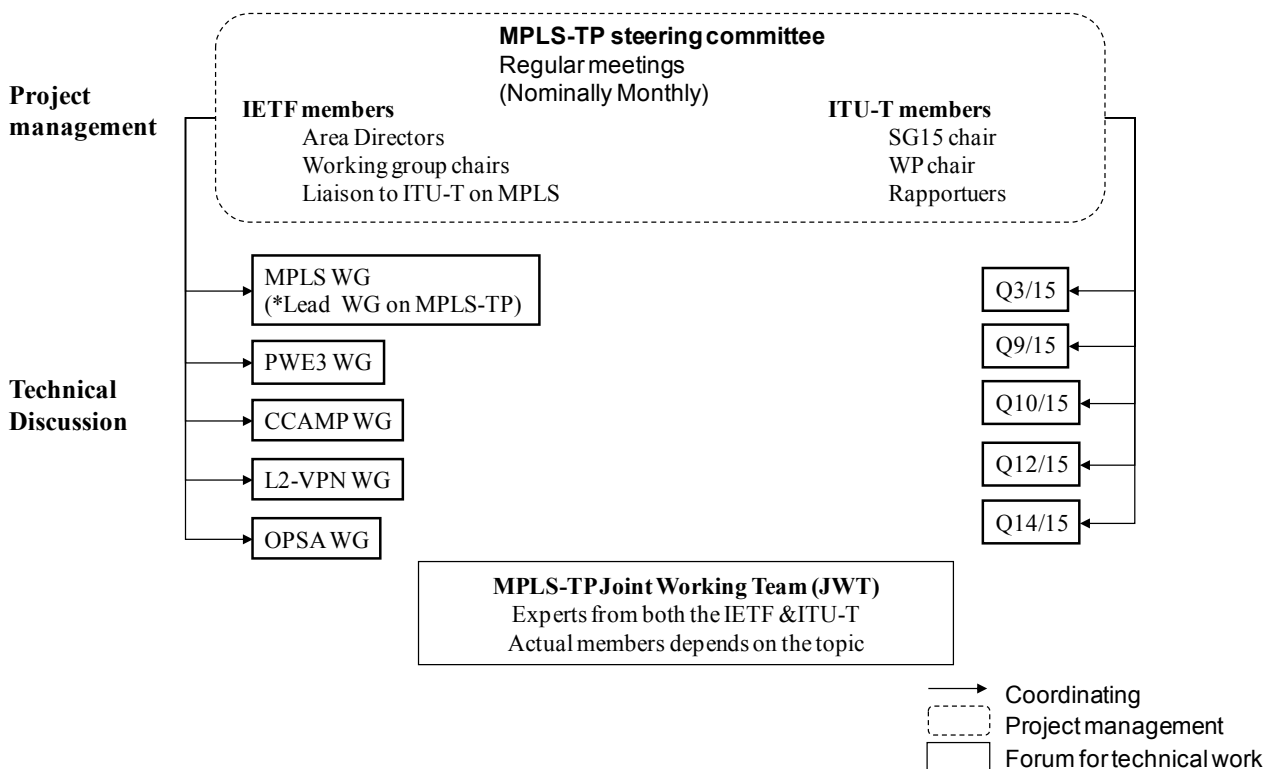 MPLS-TP steering committee
Regular meetings
(Nominally Monthly)
Project
management
IETF members
Area Directors
Working group chairs
Liaison to ITU-T on MPLS
ITU-T members
SG15 chair
WP chair
Rapportuers
Technical
Discussion
MPLS WG
(*Lead WG on MPLS-TP)
PWE3 WG
CCAMP WG
L2-VPN WG
OPSA WG
Q3/15
Q9/15
Q10/15
Q12/15
Q14/15
MPLS-TP Joint Working Team (JWT)
Experts from both the IETF & ITU-T
Actual members depends on the topic
Coordinating
Project management
Forum for technical work